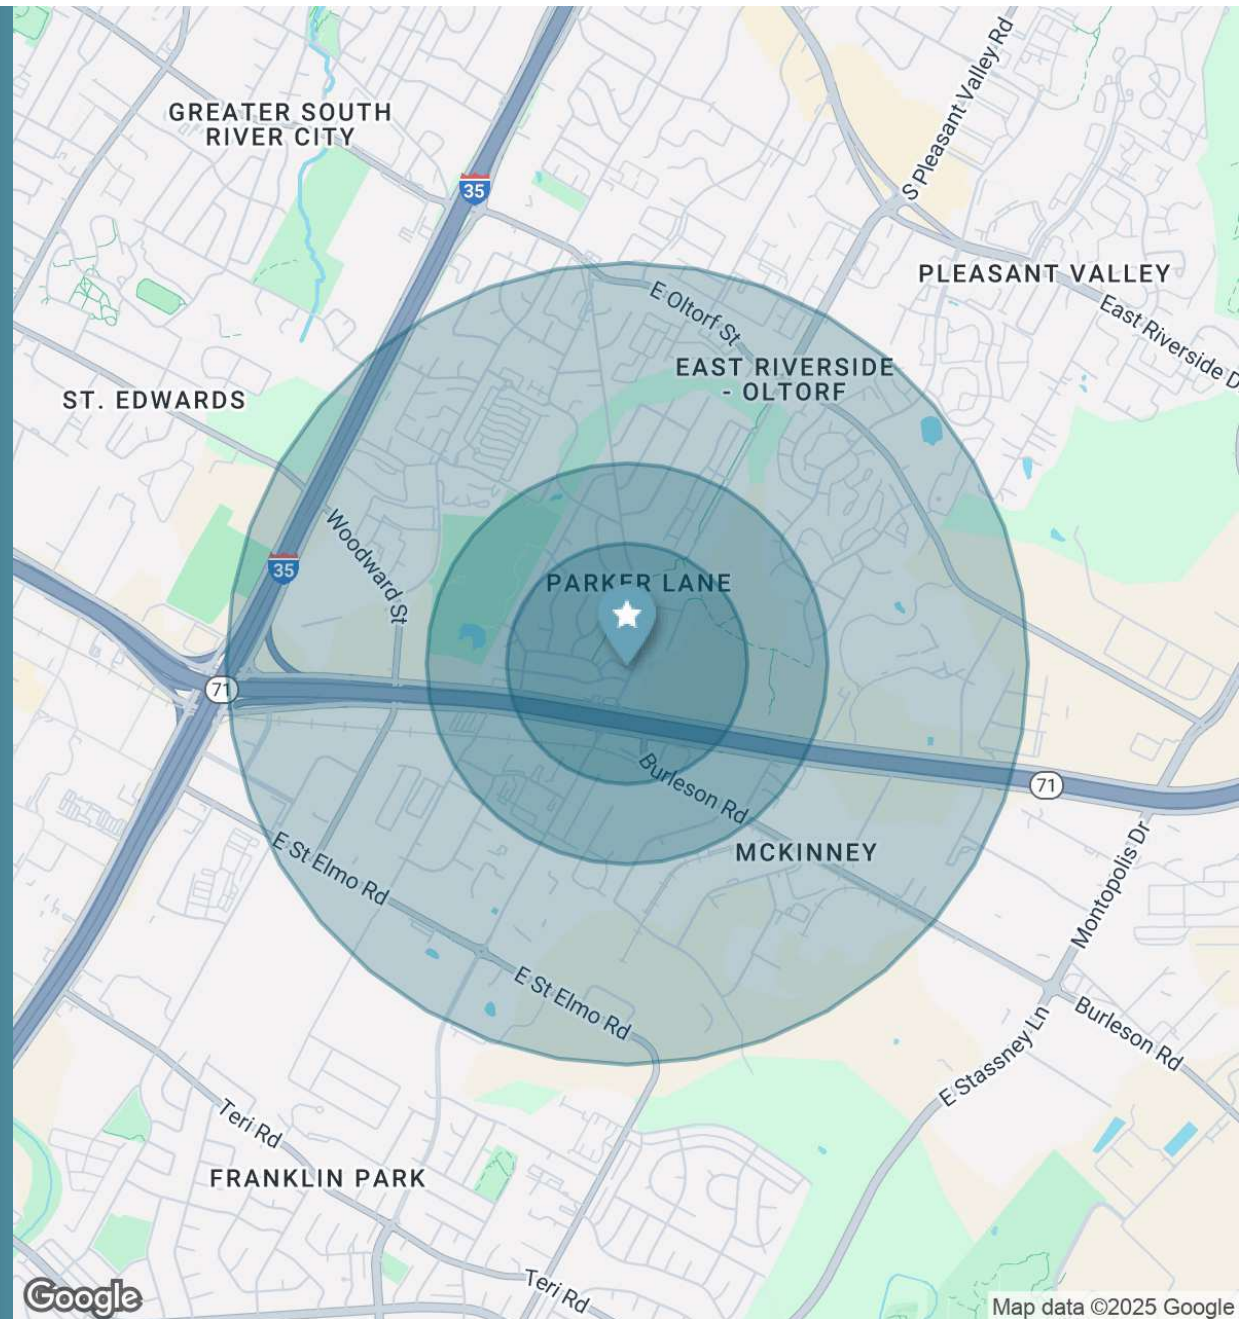 S Pleasant Valley Rd
GREATER SOUTH
RIVER CITY
35
PLEASANT VALLEY
East Riverside D
E Oltorf St
EAST RIVERSIDE
- OLTORF
ST. EDWARDS
Woodward St
35
PARKER LANE
71
71
Burleson Rd
MCKINNEY
E St Elmo Rd
Montopolis Dr
E St Elmo Rd
Burleson Rd
E Stassney Ln
Teri Rd
FRANKLIN PARK
Teri Rd
Google
Map data ©2025 Google